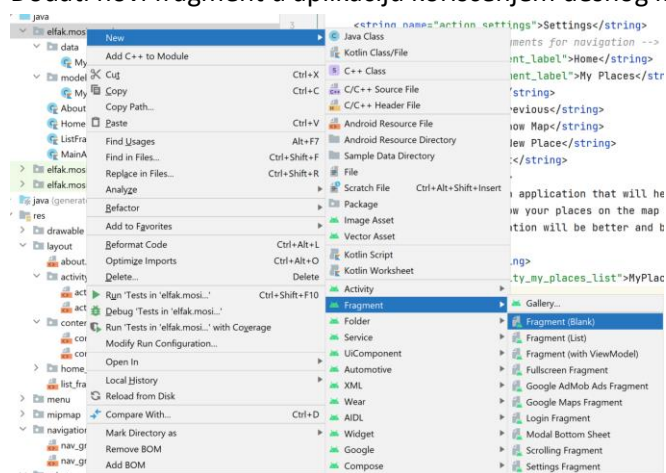 java
elfak.mos
data
My
model
My
About
Home
ListFra
MainA
elfak.mos
elfak.mos
java (generat
res
drawable
layout
about.
activity
act
act
conter
co
co
home_
list_fra
menu
mipmap
navigation
nav_gr
nav_gr
New
Add C++ to Module
Cut Ctrl+X
Copy Ctrl+C
Copy Path...
Paste Ctrl+V
Find Usages Alt+F7
Find in Files... Ctrl+Shift+F
Replace in Files... Ctrl+Shift+R
Analyze
Refactor
Add to Favorites
Reformat Code Ctrl+Alt+L
Optimize Imports Ctrl+Alt+O
Delete... Delete
Run 'Tests in 'elfak.mosi...'' Ctrl+Shift+F10
Debug 'Tests in 'elfak.mosi...''
Run 'Tests in 'elfak.mosi...'' with Coverage
Modify Run Configuration...
Open In
Local History
Reload from Disk
Compare With... Ctrl+D
Mark Directory as
Remove BOM
Add BOM
Java Class
Kotlin Class/File
C++ Class
C/C++ Source File
C/C++ Header File
Android Resource File
Android Resource Directory
Sample Data Directory
File
Scratch File Ctrl+Alt+Shift+Insert
Package
Image Asset
Vector Asset
Kotlin Script
Kotlin Worksheet
Activity
Fragment
Folder
Service
UiComponent
Automotive
XML
Wear
AIDL
Widget
Google
Compose
Gallery...
Fragment (Blank)
Fragment (List)
Fragment (with ViewModel)
Fullscreen Fragment
Google AdMob Ads Fragment
Google Maps Fragment
Login Fragment
Modal Bottom Sheet
Scrolling Fragment
Settings Fragment
3
<string name="action_settings">Settings</string>
ments for navigation -->
ent_label">Home</string>
ment_label">My Places</str
/string>
evious</string>
how Map</string>
New Place</string>
</string>
application that will he
w your places on the map
tion will be better and b
ng>
ty_my_places_list">MyPlac